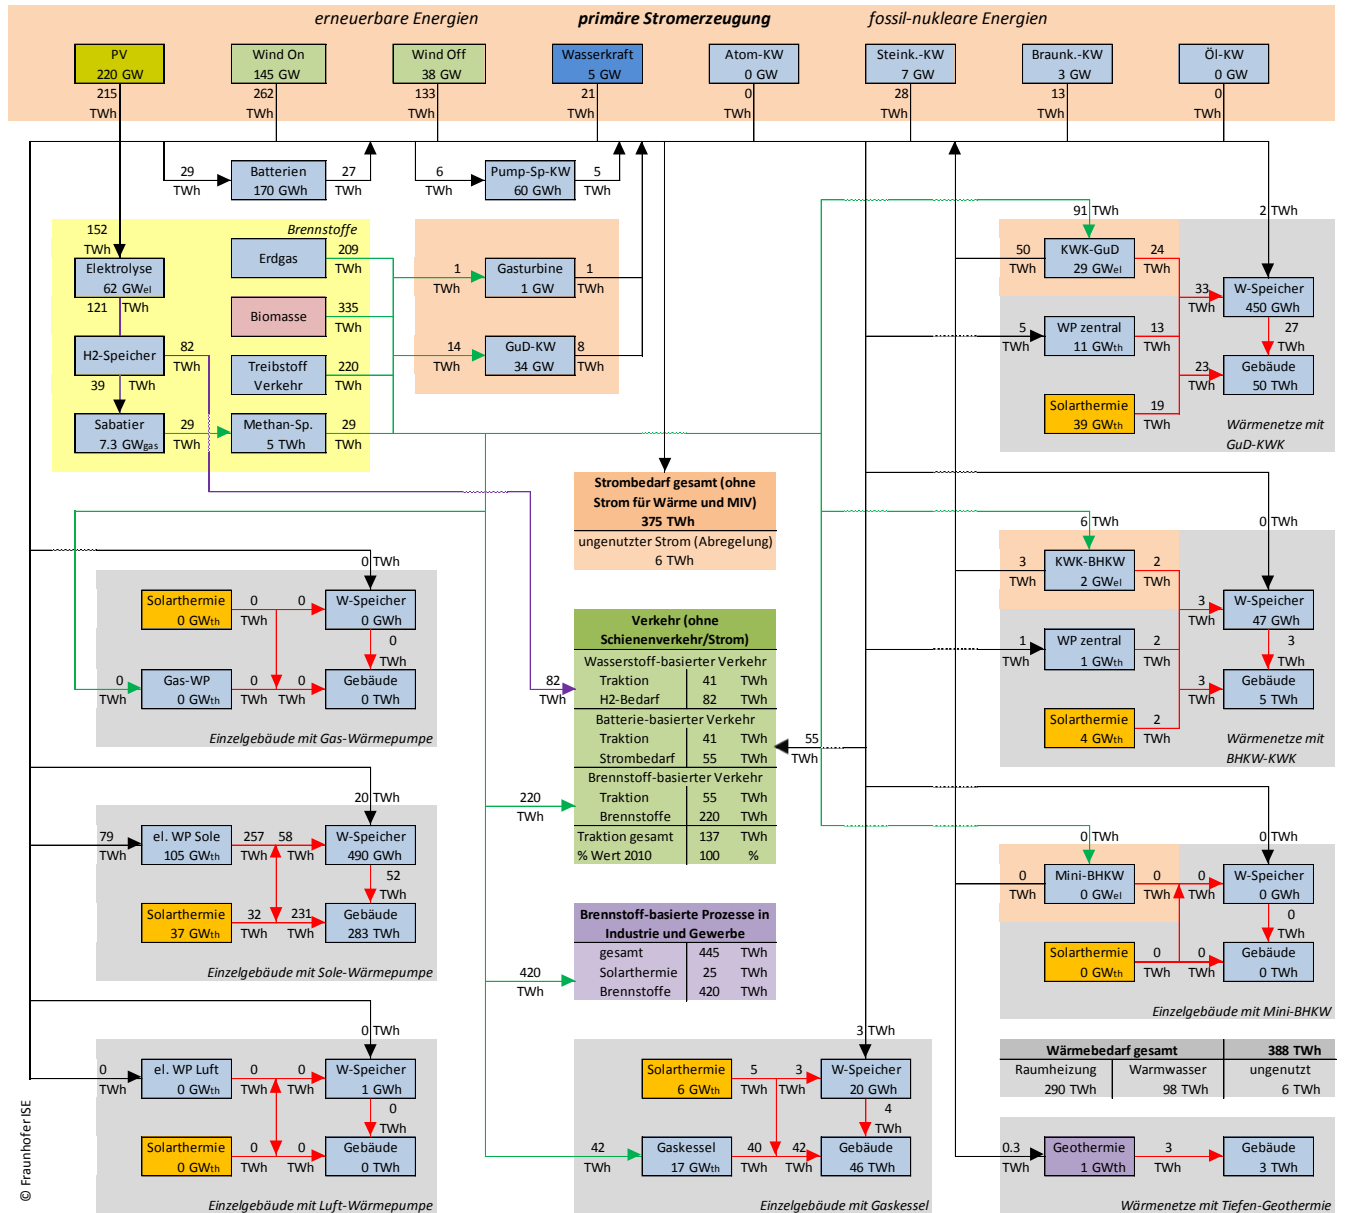 erneuerbare Energien primäre Stromerzeugung fossil-nukleare Energien
PV Wind On Wind Off Wasserkraft Atom-KW Steink.-KW Braunk.-KW Öl-KW
220 GW 145 GW 38 GW 5 GW 0 GW 7 GW 3 GW 0 GW
215 262 133 21 0 28 13 0
TWh TWh TWh TWh TWh TWh TWh TWh
29 TWh Batterien 170 GWh 27 TWh
6 TWh Pump-Sp-KW 60 GWh 5 TWh
Brennstoffe
152 TWh
Elektrolyse
62 GWel
121 TWh
H2-Speicher
82 TWh
39 TWh
Sabatier
7.3 GWgas
29 TWh
Erdgas
209 TWh
Biomasse
335 TWh
Treibstoff
Verkehr
220 TWh
Methan-Sp.
5 TWh
29 TWh
1 TWh
Gasturbine
1 GW
1 TWh
14 TWh
GuD-KW
34 GW
8 TWh
91 TWh
2 TWh
50 TWh
KWK-GuD
29 GWel
24 TWh
33 TWh
W-Speicher
450 GWh
5 TWh
WP zentral
11 GWth
13 TWh
27 TWh
23 TWh
Gebäude
50 TWh
Solarthermie
39 GWth
19 TWh
Wärmenetze mit
GuD-KWK
Strombedarf gesamt (ohne
Strom für Wärme und MIV)
375 TWh
ungenutzter Strom (Abregelung)
6 TWh
6 TWh
0 TWh
3 TWh
KWK-BHKW
2 GWel
2 TWh
3 TWh
W-Speicher
47 GWh
1 TWh
WP zentral
1 GWth
2 TWh
3 TWh
3 TWh
Gebäude
5 TWh
Solarthermie
4 GWth
2 TWh
Wärmenetze mit
BHKW-KWK
0 TWh
Solarthermie
0 GWth
0 TWh
0 TWh
W-Speicher
0 GWh
0 TWh
0 TWh
Gas-WP
0 GWth
0 TWh
0 TWh
Gebäude
0 TWh
Einzelgebäude mit Gas-Wärmepumpe
82 TWh
Verkehr (ohne
Schienenverkehr/Strom)
Wasserstoff-basierter Verkehr
Traktion 41 TWh
H2-Bedarf 82 TWh
Batterie-basierter Verkehr
Traktion 41 TWh
Strombedarf 55 TWh
Brennstoff-basierter Verkehr
Traktion 55 TWh
Brennstoffe 220 TWh
Traktion gesamt 137 TWh
% Wert 2010 100 %
55 TWh
220 TWh
20 TWh
79 TWh
el. WP Sole
105 GWth
257 TWh
58 TWh
W-Speicher
490 GWh
52 TWh
Solarthermie
37 GWth
32 TWh
231 TWh
Gebäude
283 TWh
Einzelgebäude mit Sole-Wärmepumpe
Brennstoff-basierte Prozesse in
Industrie und Gewerbe
gesamt 445 TWh
Solarthermie 25 TWh
Brennstoffe 420 TWh
420 TWh
0 TWh
0 TWh
0 TWh
Mini-BHKW
0 GWel
0 TWh
0 TWh
W-Speicher
0 GWh
0 TWh
Solarthermie
0 GWth
0 TWh
0 TWh
Gebäude
0 TWh
Einzelgebäude mit Mini-BHKW
0 TWh
0 TWh
el. WP Luft
0 GWth
0 TWh
0 TWh
W-Speicher
1 GWh
0 TWh
Solarthermie
0 GWth
0 TWh
0 TWh
Gebäude
0 TWh
Einzelgebäude mit Luft-Wärmepumpe
3 TWh
Solarthermie
6 GWth
5 TWh
3 TWh
W-Speicher
20 GWh
4 TWh
42 TWh
Gaskessel
17 GWth
40 TWh
42 TWh
Gebäude
46 TWh
Einzelgebäude mit Gaskessel
Wärmebedarf gesamt 388 TWh
Raumheizung Warmwasser ungenutzt
290 TWh 98 TWh 6 TWh
0.3 TWh
Geothermie
1 GWth
3 TWh
Gebäude
3 TWh
Wärmenetze mit Tiefen-Geothermie
© Fraunhofer ISE